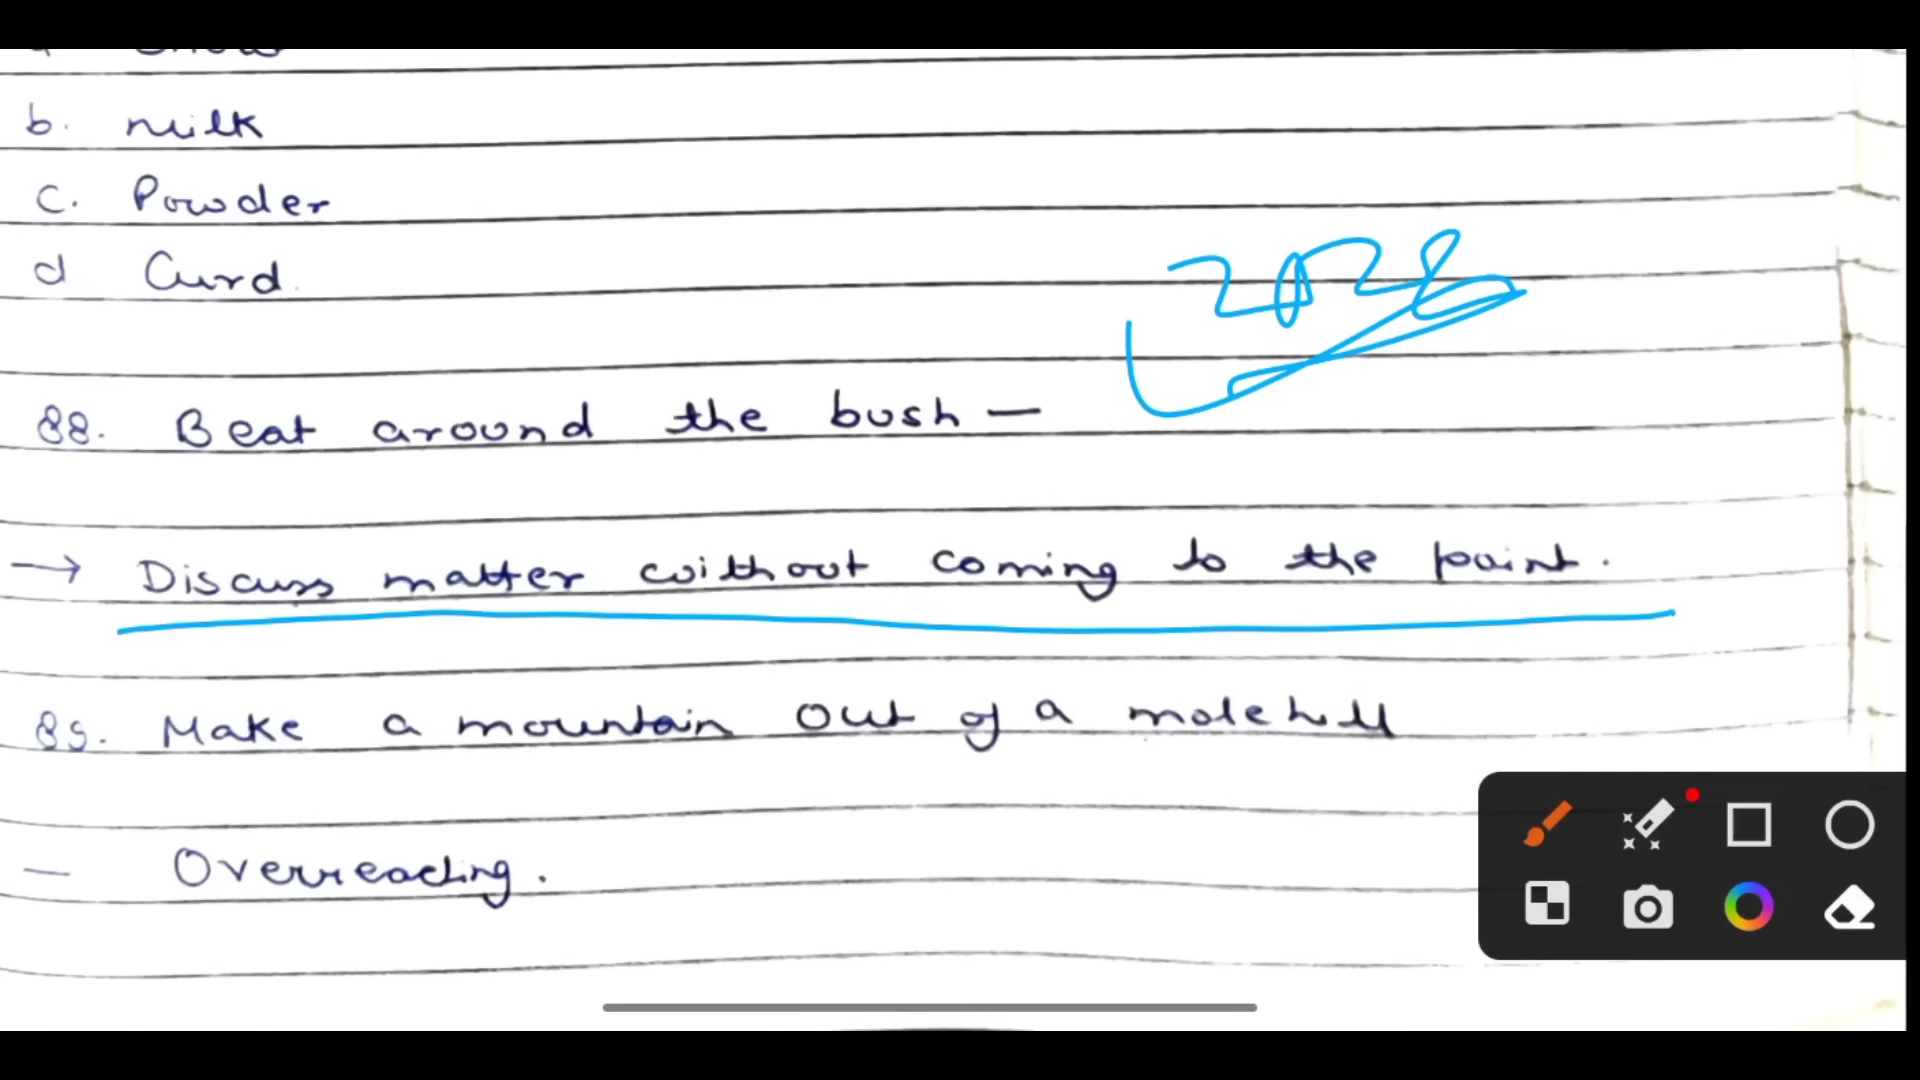 b. Milk
c. Powder
d Curd.
2028
88. Beat around the bush —
→ Discuss matter without coming to the point.
89. Make a mountain out of a molehill
— Overreacting.